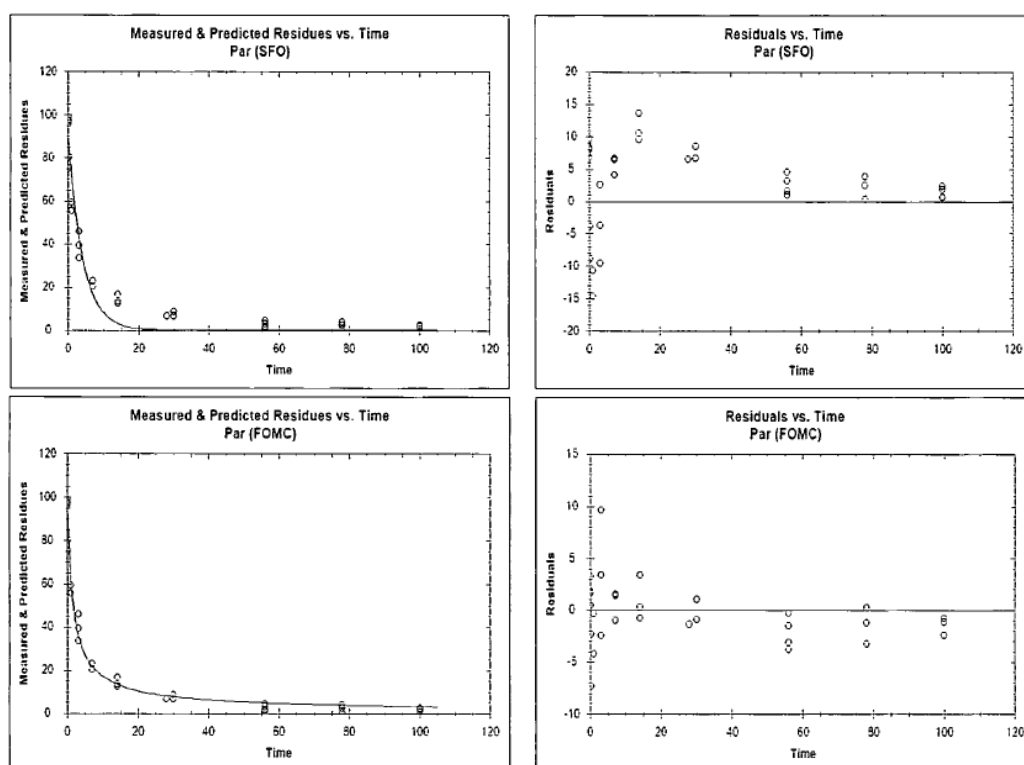 Measured & Predicted Residues vs. Time
Par (SFO)
Measured & Predicted Residues
120
100
80
60
40
20
0
0 20 40 60 80 100 120
Time
Residuals vs. Time
Par (SFO)
Residuals
20
15
10
5
0
-5
-10
-15
-20
0 20 40 60 80 100 120
Time
Measured & Predicted Residues vs. Time
Par (FOMC)
Measured & Predicted Residues
120
100
80
60
40
20
0
0 20 40 60 80 100 120
Time
Residuals vs. Time
Par (FOMC)
Residuals
15
10
5
0
-5
-10
0 20 40 60 80 100 120
Time